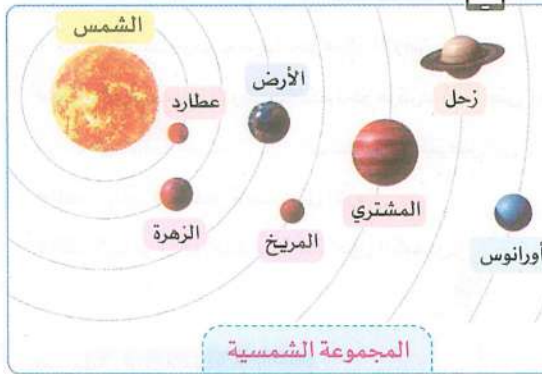 الشمس
عطارد
الأرض
زحل
الزهرة
المريخ
المشتري
أورانوس
المجموعة الشمسية